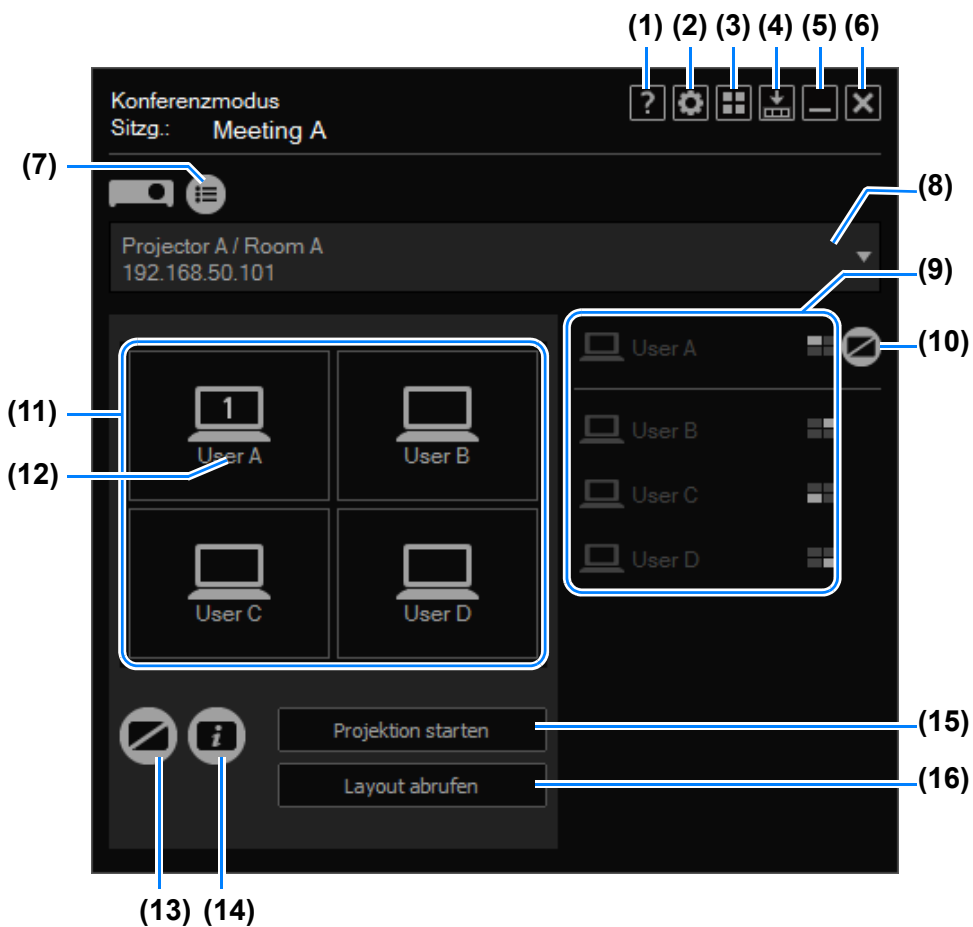 (1) (2) (3) (4) (5) (6)
Konferenzmodus
Sitzg.: Meeting A
(7)
(8)
Projector A / Room A
192.168.50.101
(9)
User A
(10)
1
User A
User B
User B
(11)
(12)
User C
User D
User C
User D
Projektion starten
(15)
Layout abrufen
(16)
(13) (14)